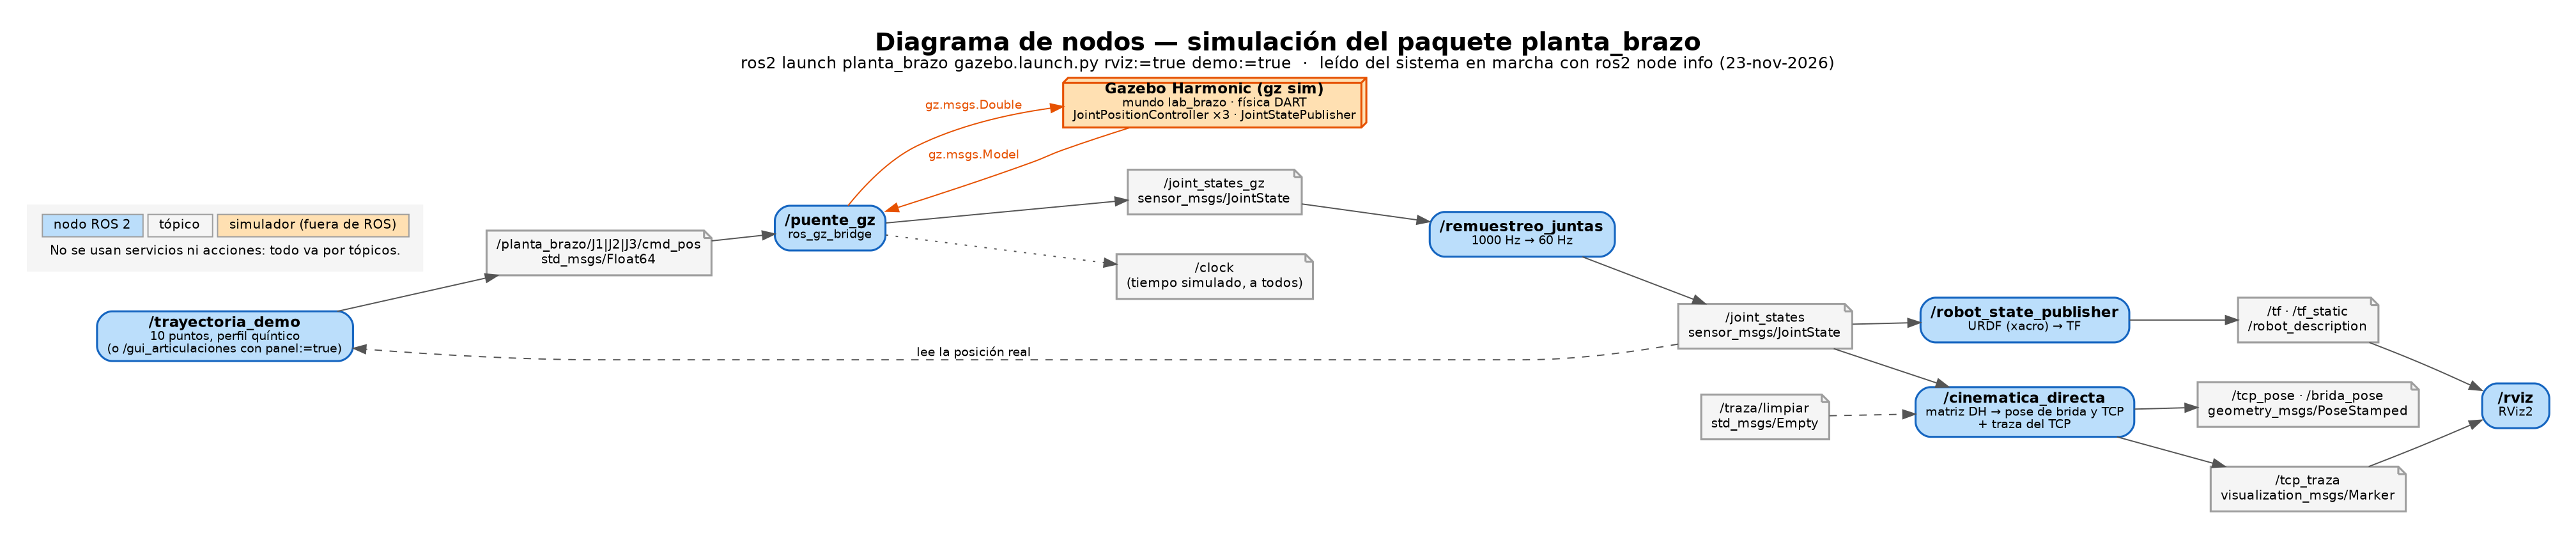 Diagrama de nodos — simulación del paquete planta_brazo
ros2 launch planta_brazo gazebo.launch.py rviz:=true demo:=true · leído del sistema en marcha con ros2 node info (23-nov-2026)
Gazebo Harmonic (gz sim)
mundo lab_brazo · física DART
JointPositionController ×3 · JointStatePublisher
gz.msgs.Double
gz.msgs.Model
nodo ROS 2
tópico
simulador (fuera de ROS)
No se usan servicios ni acciones: todo va por tópicos.
/trayectoria_demo
10 puntos, perfil quíntico
(o /gui_articulaciones con panel:=true)
/planta_brazo/J1|J2|J3/cmd_pos
std_msgs/Float64
/puente_gz
ros_gz_bridge
/joint_states_gz
sensor_msgs/JointState
/clock
(tiempo simulado, a todos)
/remuestreo_juntas
1000 Hz → 60 Hz
lee la posición real
/joint_states
sensor_msgs/JointState
/robot_state_publisher
URDF (xacro) → TF
/tf · /tf_static
/robot_description
/traza/limpiar
std_msgs/Empty
/cinematica_directa
matriz DH → pose de brida y TCP
+ traza del TCP
/tcp_pose · /brida_pose
geometry_msgs/PoseStamped
/tcp_traza
visualization_msgs/Marker
/rviz
RViz2